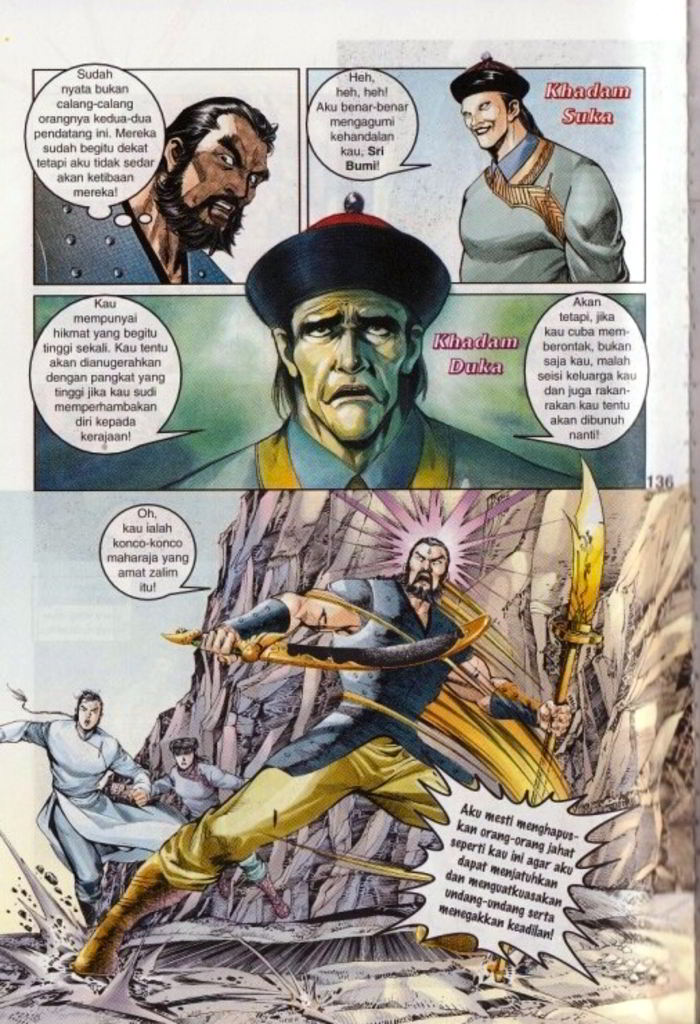 Sudah
nyata bukan
calang-calang
orangnya kedua-dua
pendatang ini. Mereka
sudah begitu dekat
tetapi aku tidak sedar
akan ketibaan
mereka!
Heh,
heh, heh!
Aku benar-benar
mengagumi
kehandalan
kau, Sri
Bumi!
Khadam
Suka
Kau
mempunyai
hikmat yang begitu
tinggi sekali. Kau tentu
akan dianugerahkan
dengan pangkat yang
tinggi jika kau sudi
memperhambakan
diri kepada
kerajaan!
Khadam
Duka
Akan
tetapi, jika
kau cuba mem-
berontak, bukan
saja kau, malah
seisi keluarga kau
dan juga rakan-
rakan kau tentu
akan dibunuh
nanti!
136
Oh,
kau ialah
konco-konco
maharaja yang
amat zalim
itu!
Aku mesti menghapus-
kan orang-orang jahat
seperti kau ini agar aku
dapat menjatuhkan
dan menguatkuasakan
undang-undang serta
menegakkan keadilan!